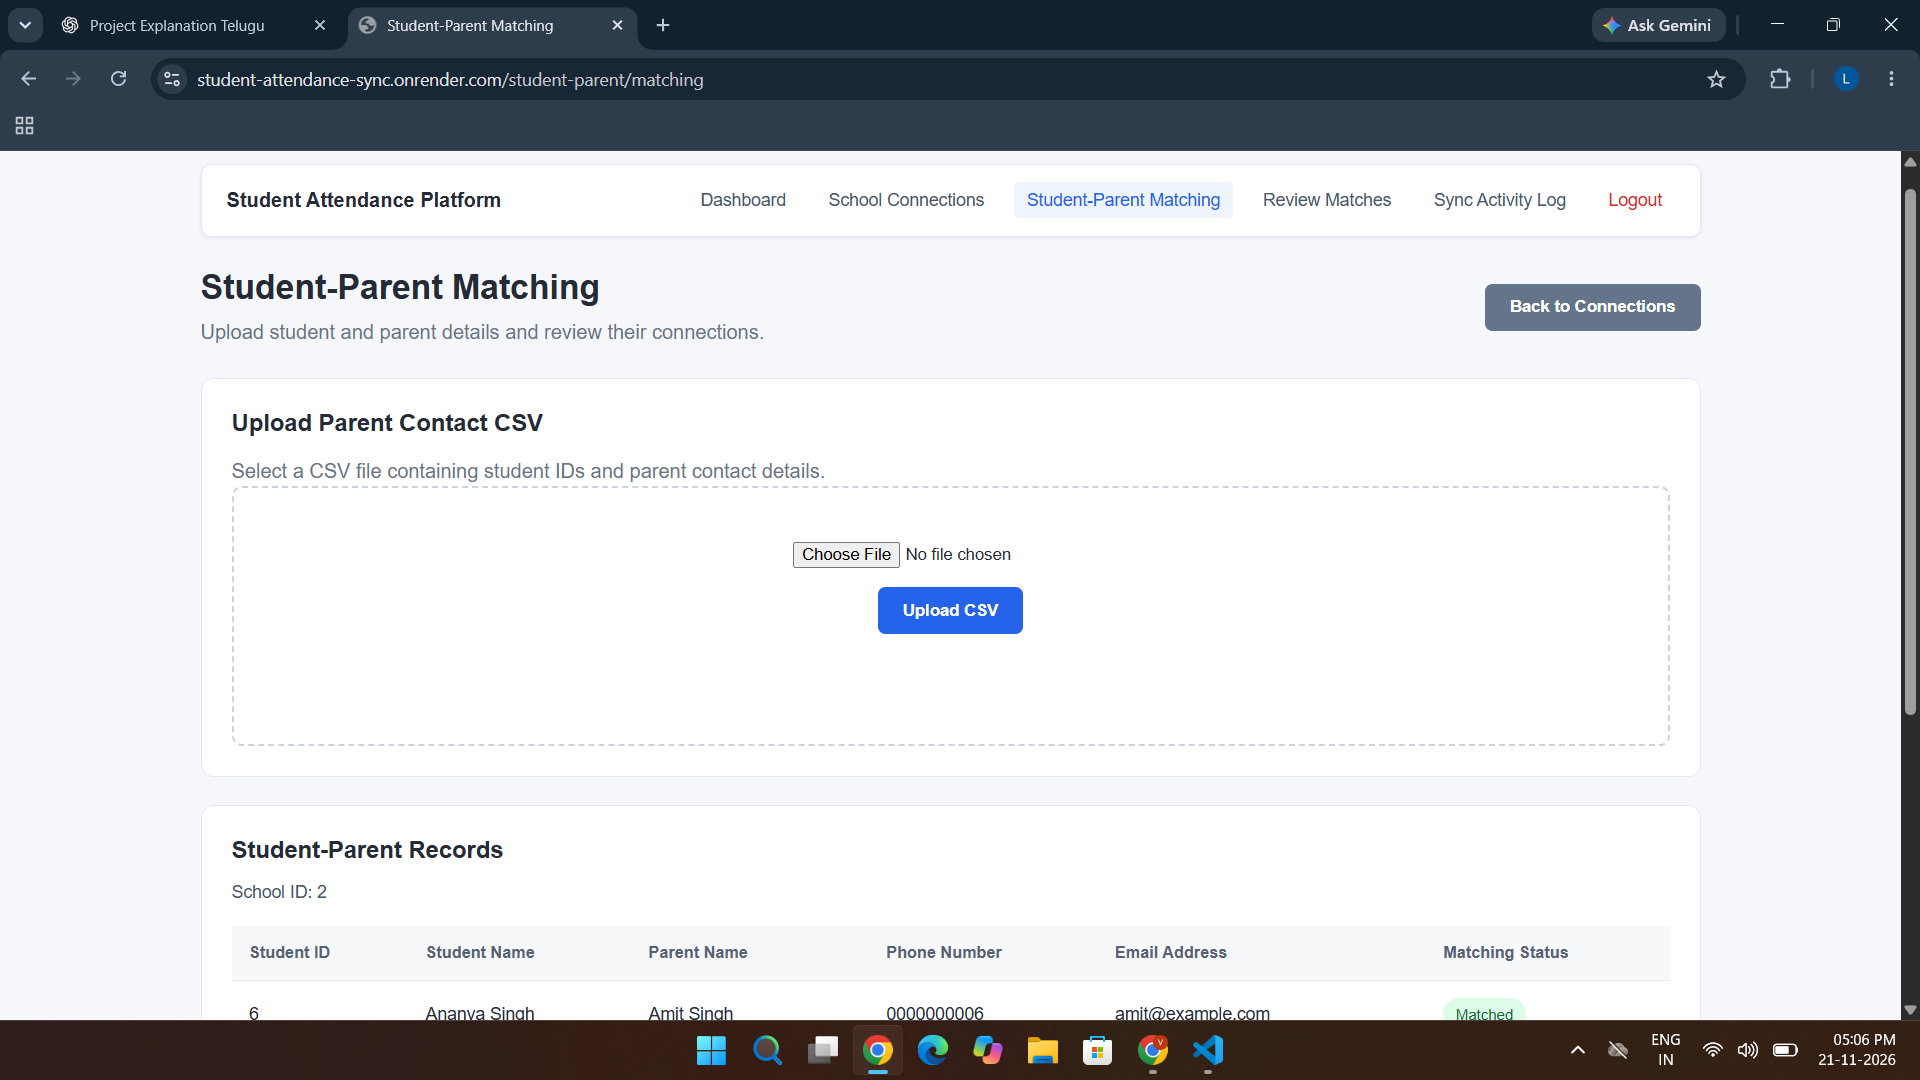 Project Explanation Telugu
Student-Parent Matching
Ask Gemini
student-attendance-sync.onrender.com/student-parent/matching
L
Student Attendance Platform
Dashboard
School Connections
Student-Parent Matching
Review Matches
Sync Activity Log
Logout
Student-Parent Matching
Upload student and parent details and review their connections.
Back to Connections
Upload Parent Contact CSV
Select a CSV file containing student IDs and parent contact details.
Choose File No file chosen
Upload CSV
Student-Parent Records
School ID: 2
Student ID Student Name Parent Name Phone Number Email Address Matching Status
6 Ananya Singh Amit Singh 0000000006 amit@example.com Matched
V
ENG
IN
05:06 PM
21-11-2026